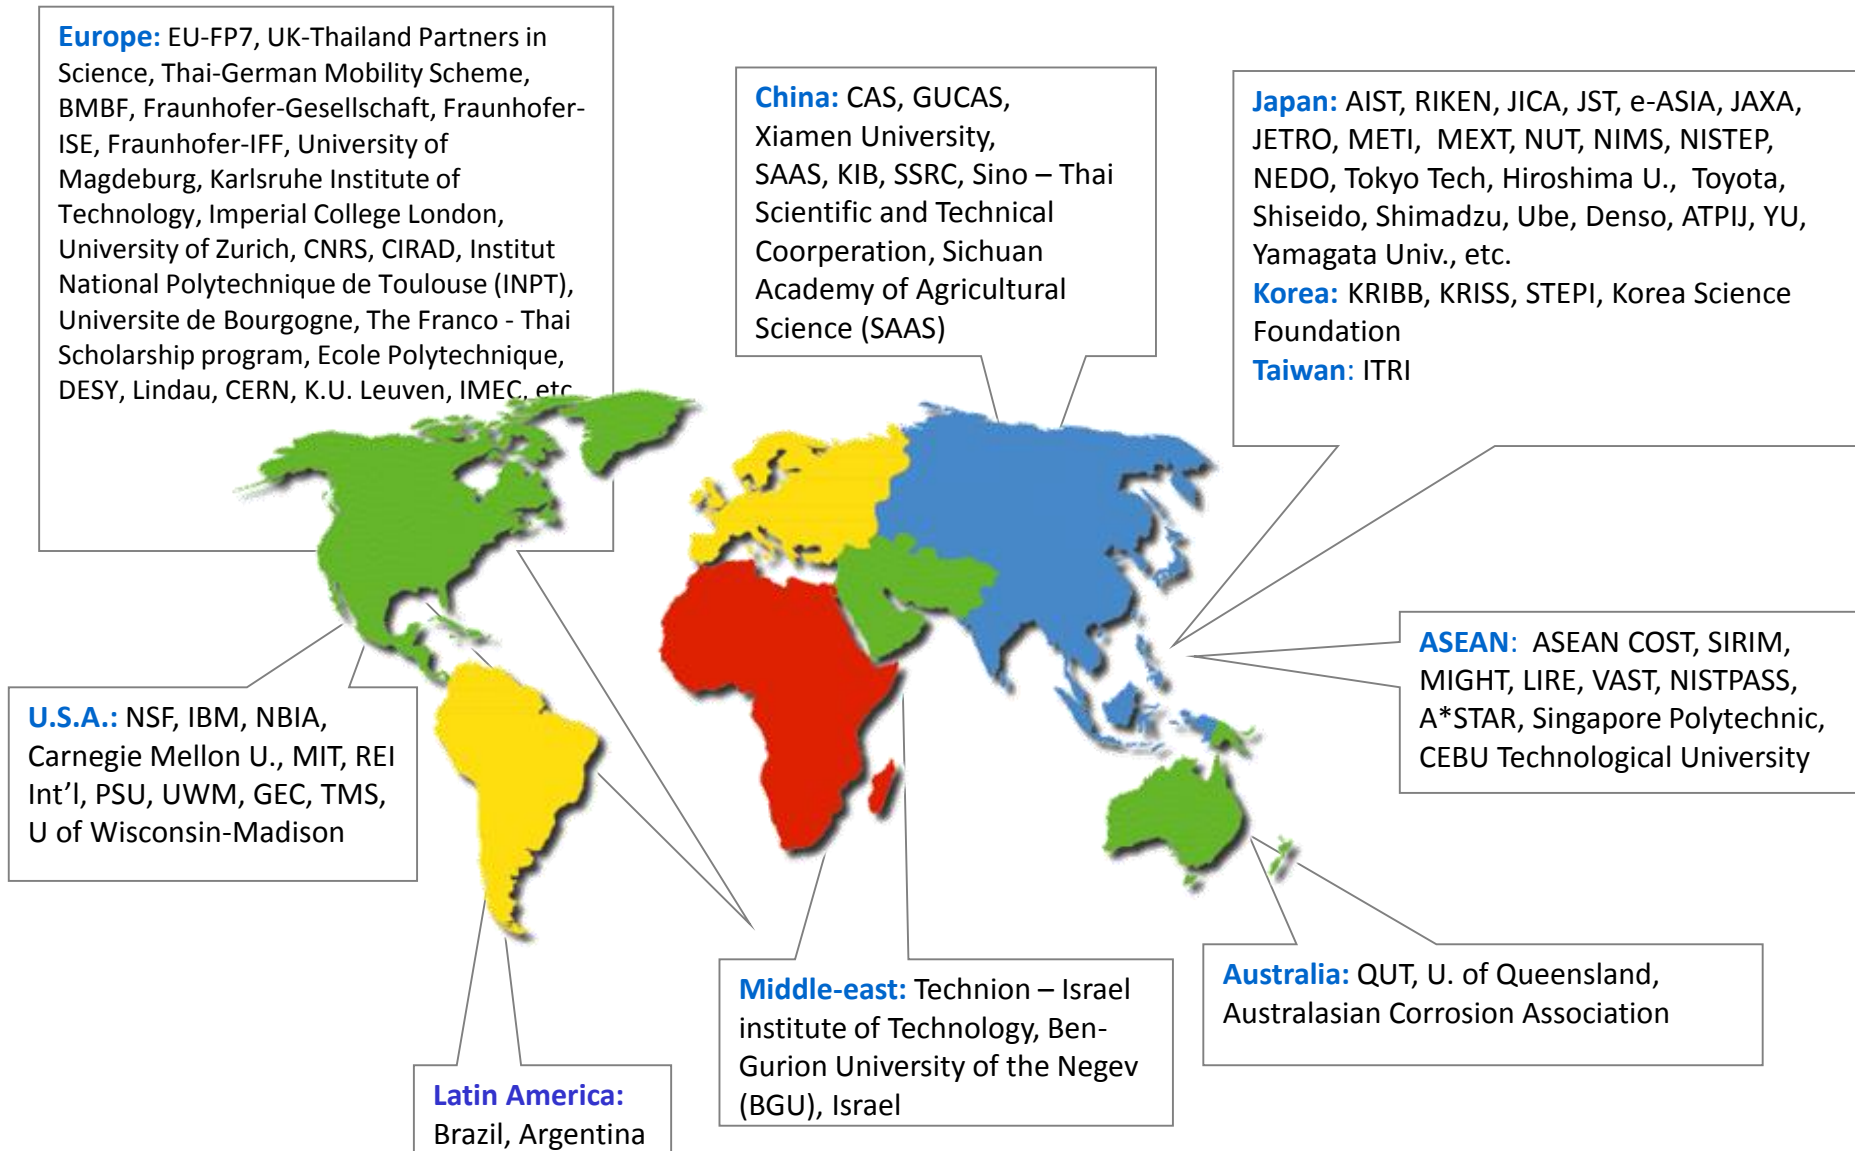 Europe: EU-FP7, UK-Thailand Partners in
Science, Thai-German Mobility Scheme,
BMBF, Fraunhofer-Gesellschaft, Fraunhofer-
ISE, Fraunhofer-IFF, University of
Magdeburg, Karlsruhe Institute of
Technology, Imperial College London,
University of Zurich, CNRS, CIRAD, Institut
National Polytechnique de Toulouse (INPT),
Universite de Bourgogne, The Franco - Thai
Scholarship program, Ecole Polytechnique,
DESY, Lindau, CERN, K.U. Leuven, IMEC, etc
China: CAS, GUCAS,
Xiamen University,
SAAS, KIB, SSRC, Sino – Thai
Scientific and Technical
Coorperation, Sichuan
Academy of Agricultural
Science (SAAS)
Japan: AIST, RIKEN, JICA, JST, e-ASIA, JAXA,
JETRO, METI, MEXT, NUT, NIMS, NISTEP,
NEDO, Tokyo Tech, Hiroshima U., Toyota,
Shiseido, Shimadzu, Ube, Denso, ATPIJ, YU,
Yamagata Univ., etc.
Korea: KRIBB, KRISS, STEPI, Korea Science
Foundation
Taiwan: ITRI
ASEAN: ASEAN COST, SIRIM,
MIGHT, LIRE, VAST, NISTPASS,
A*STAR, Singapore Polytechnic,
CEBU Technological University
U.S.A.: NSF, IBM, NBIA,
Carnegie Mellon U., MIT, REI
Int’l, PSU, UWM, GEC, TMS,
U of Wisconsin-Madison
Middle-east: Technion – Israel
institute of Technology, Ben-
Gurion University of the Negev
(BGU), Israel
Australia: QUT, U. of Queensland,
Australasian Corrosion Association
Latin America:
Brazil, Argentina